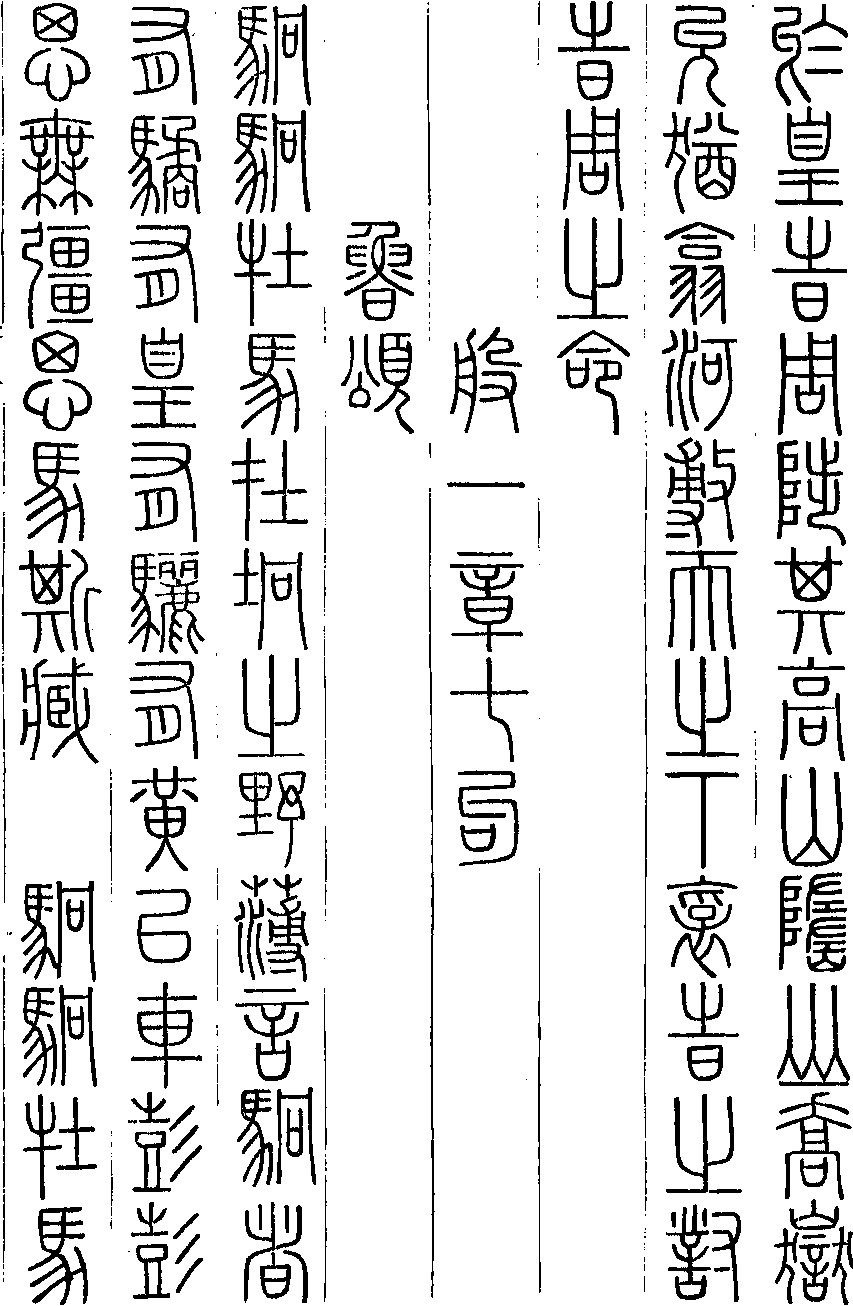 於皇時周陟其高山嶞山喬嶽
允猶翕河敷天之下裒時之對
時周之命
般一章七句
魯頌
駉駉牡馬在坰之野薄言駉者
有驈有皇有驪有黃以車彭彭
思無疆思馬斯臧　駉駉牡馬